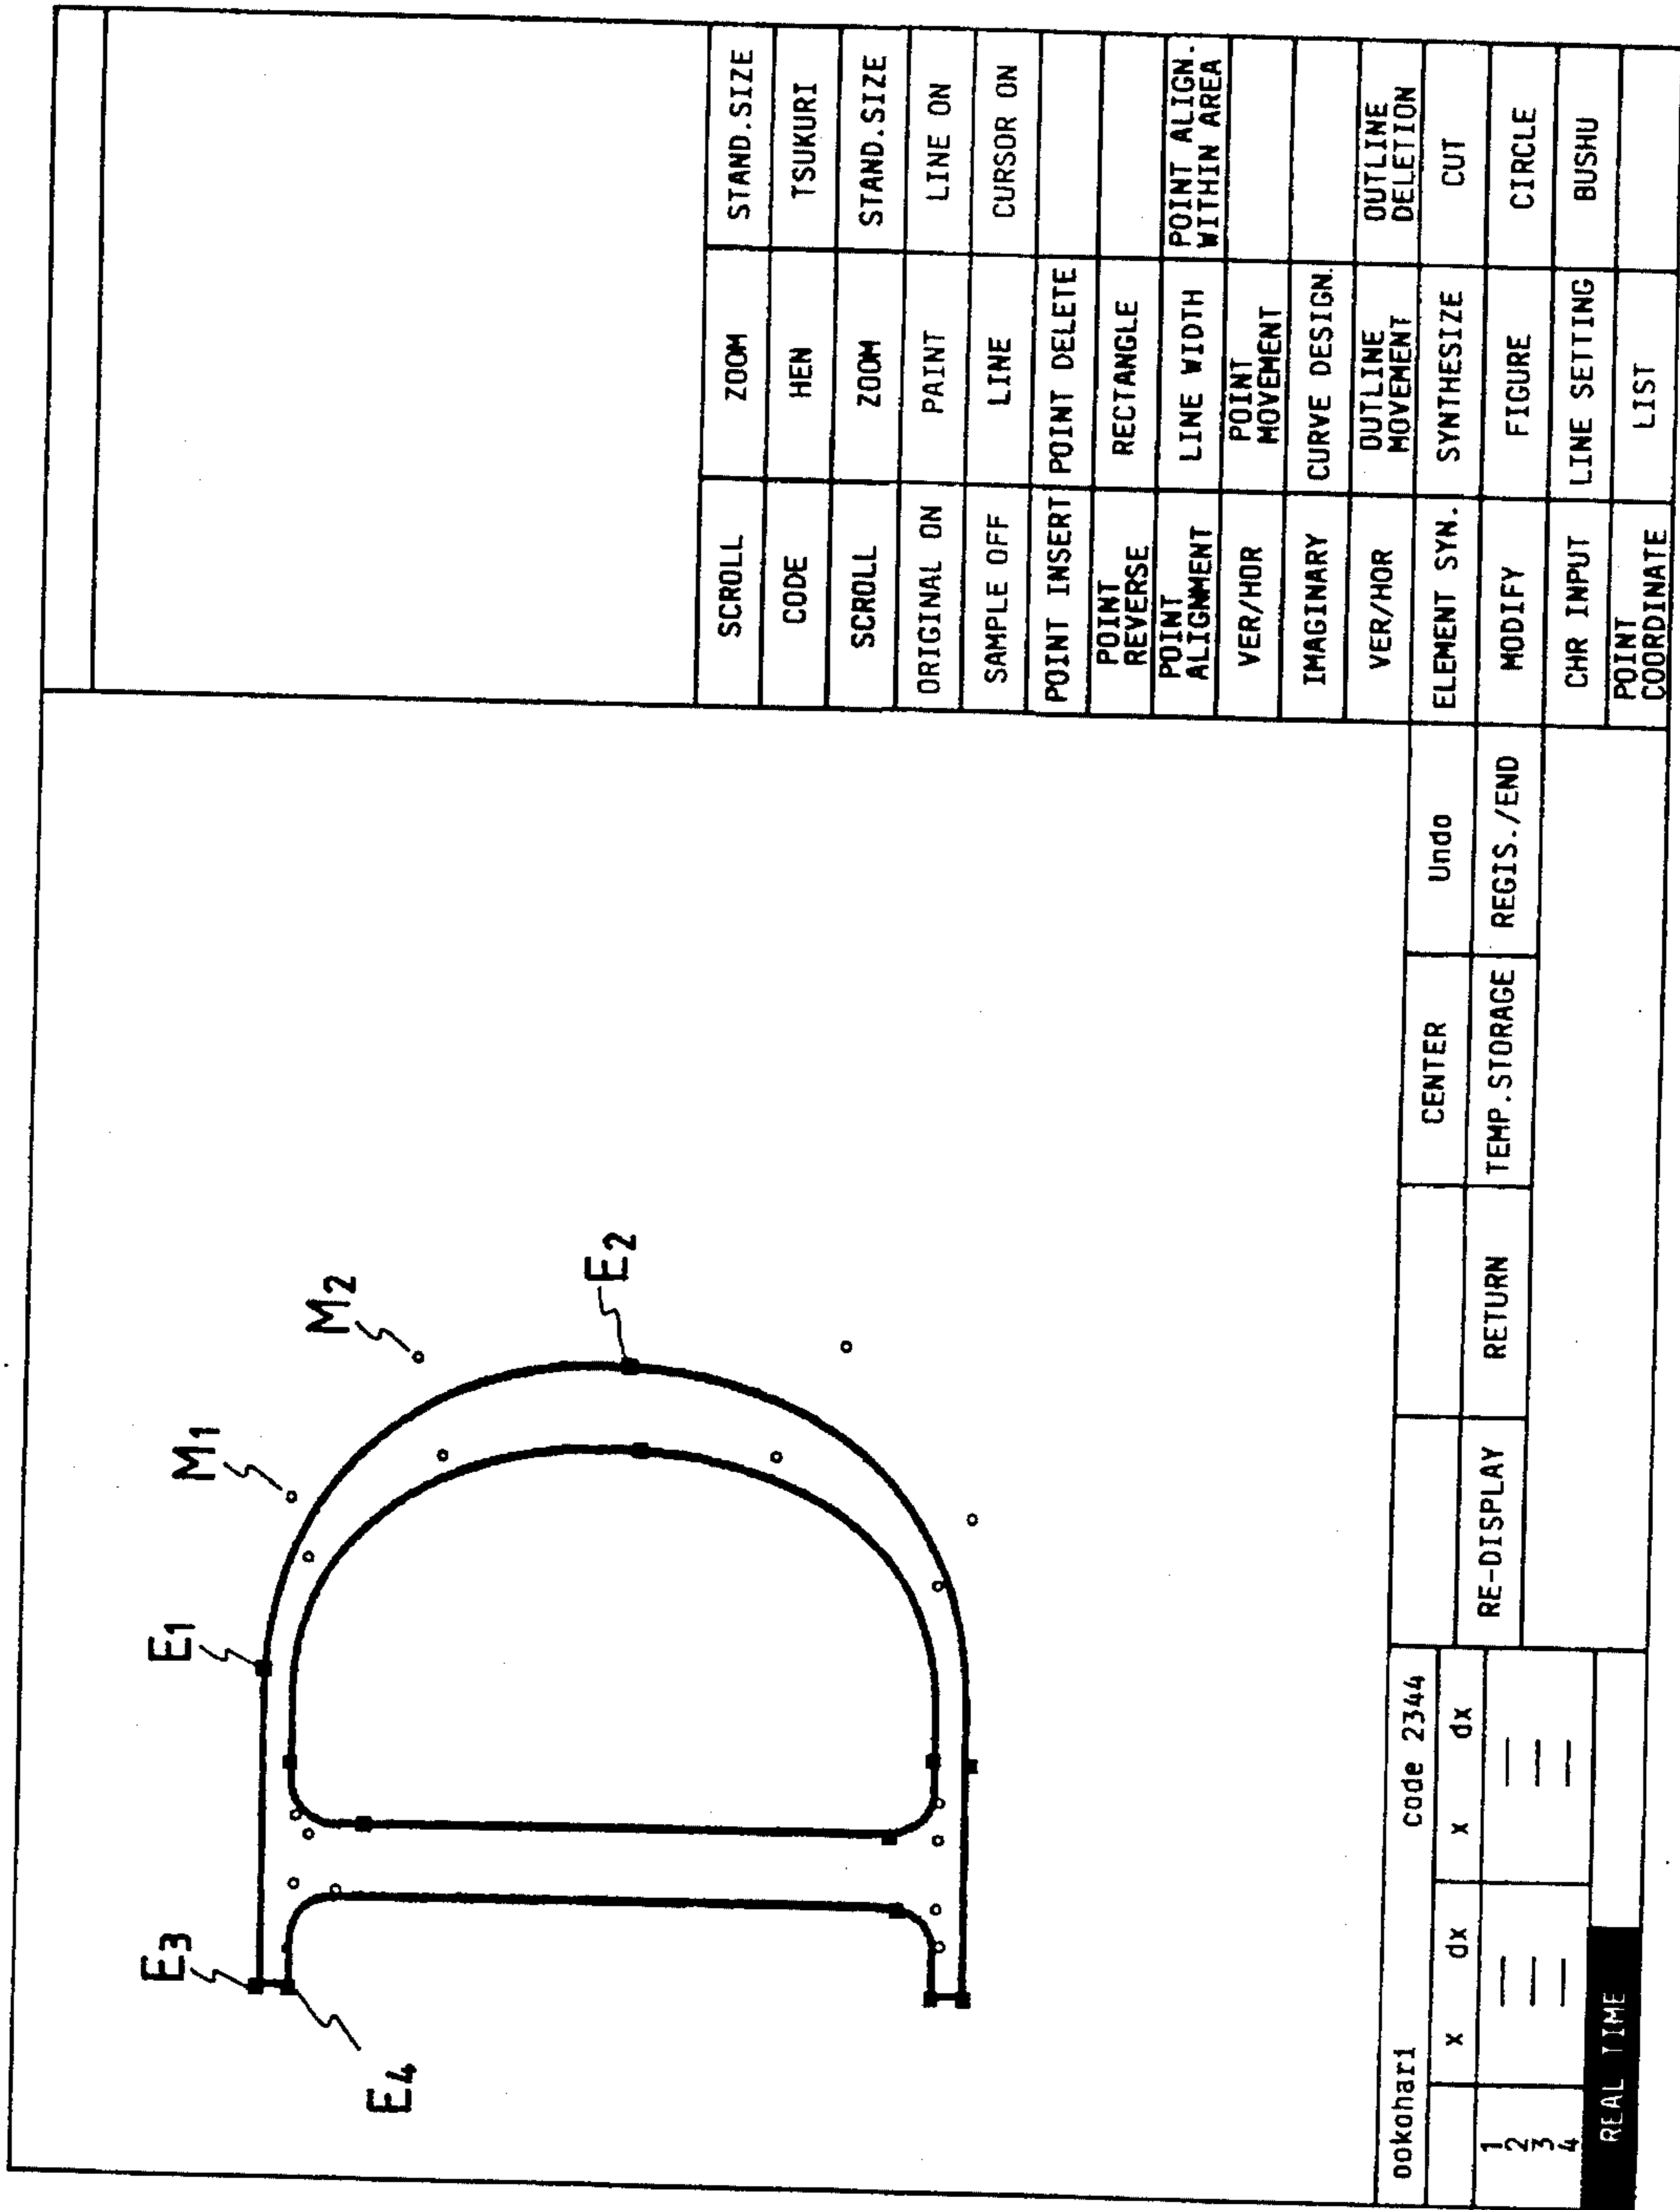 E3
E1
M1
M2
E4
E2
SCROLL ZOOM STAND.SIZE
CODE HEN TSUKURI
SCROLL ZOOM STAND.SIZE
ORIGINAL ON PAINT LINE ON
SAMPLE OFF LINE CURSOR ON
POINT INSERT POINT DELETE
POINT
REVERSE
RECTANGLE
POINT
ALIGNMENT
LINE WIDTH
POINT ALIGN.
WITHIN AREA
VER/HOR
POINT
MOVEMENT
IMAGINARY CURVE DESIGN.
VER/HOR
OUTLINE
MOVEMENT
OUTLINE
DELETION
ELEMENT SYN. SYNTHESIZE CUT
MODIFY FIGURE CIRCLE
CHR INPUT LINE SETTING BUSHU
POINT
COORDINATE
LIST
ookohari Code 2344
x dx x dx
1 — —
2 — —
3 — —
4
REAL TIME
CENTER Undo
RE-DISPLAY RETURN TEMP.STORAGE REGIS./END